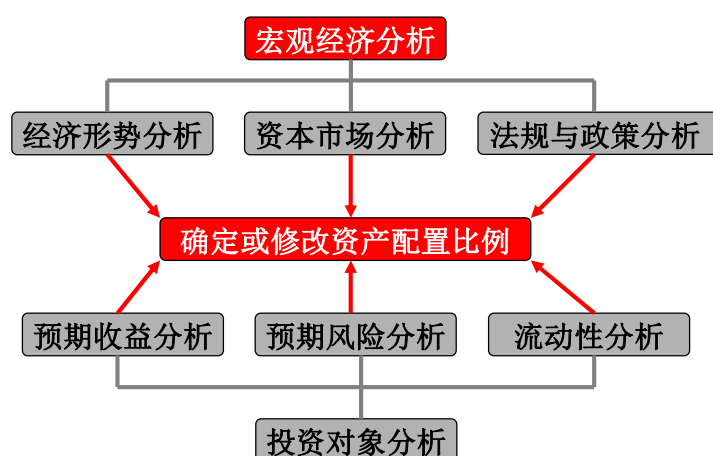 宏观经济分析
经济形势分析
资本市场分析
法规与政策分析
确定或修改资产配置比例
预期收益分析
预期风险分析
流动性分析
投资对象分析